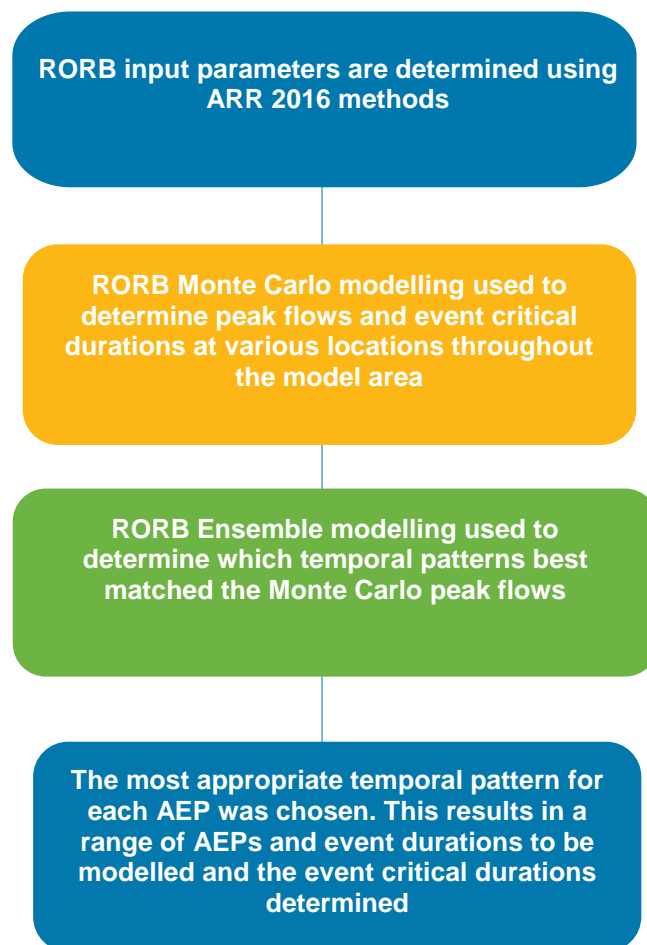 RORB input parameters are determined using
ARR 2016 methods
RORB Monte Carlo modelling used to
determine peak flows and event critical
durations at various locations throughout
the model area
RORB Ensemble modelling used to
determine which temporal patterns best
matched the Monte Carlo peak flows
The most appropriate temporal pattern for
each AEP was chosen. This results in a
range of AEPs and event durations to be
modelled and the event critical durations
determined